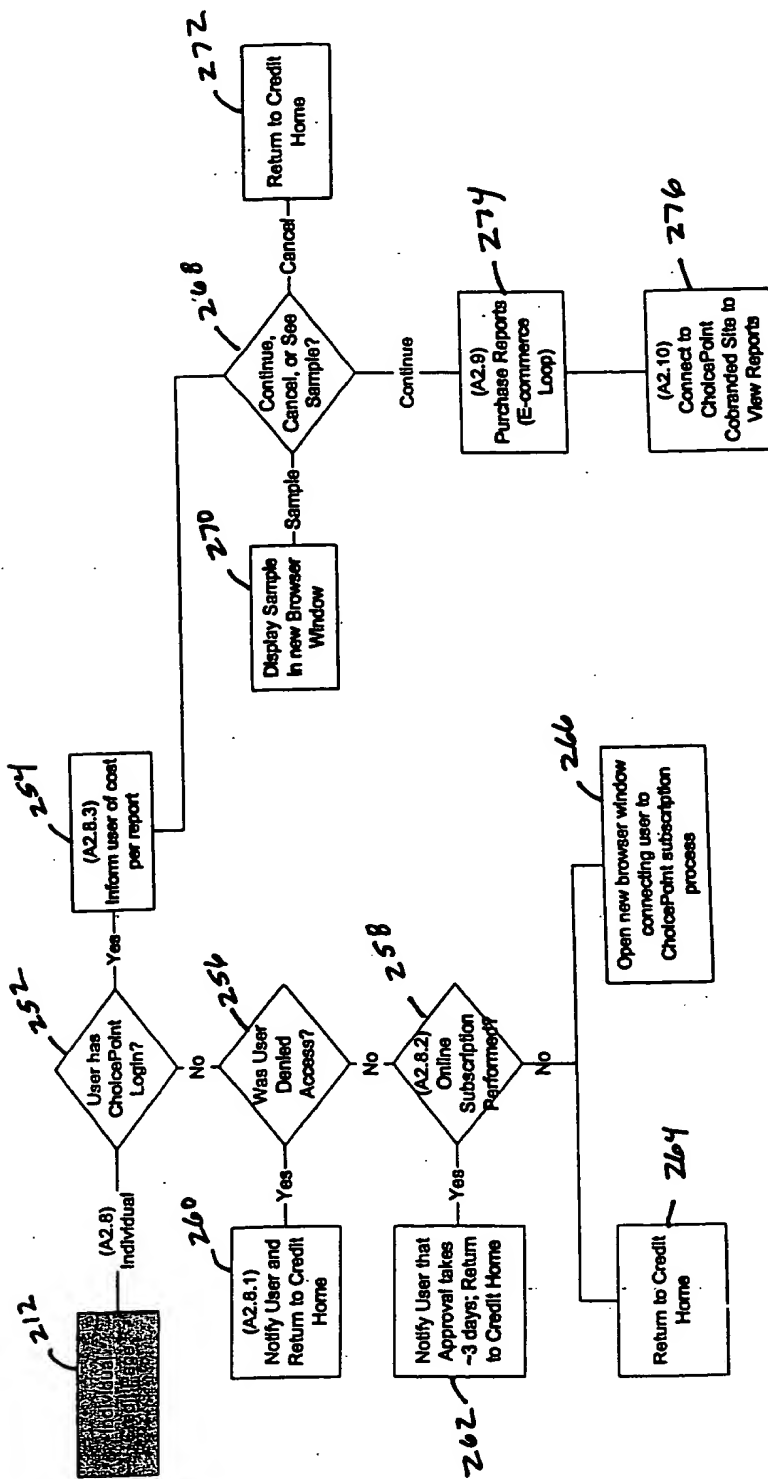 212
Individual
(A2.8)
Individual
252
User has
ChoicePoint
Login?
Yes
254
(A2.8.3)
Inform user of cost
per report
No
256
Was User
Denied
Access?
Yes
260
(A2.8.1)
Notify User and
Return to Credit
Home
No
258
(A2.8.2)
Online
Subscription
Performed?
Yes
Notify User that
Approval takes
~3 days; Return
to Credit Home
262
No
Return to Credit
Home
264
Open new browser window
connecting user to
ChoicePoint subscription
process
266
268
Continue,
Cancel, or See
Sample?
Sample
270
Display Sample
in new Browser
Window
Cancel
Return to Credit
Home
272
Continue
(A2.9)
Purchase Reports
(E-commerce
Loop)
274
(A2.10)
Connect to
ChoicePoint
Cobranded Site to
View Reports
276